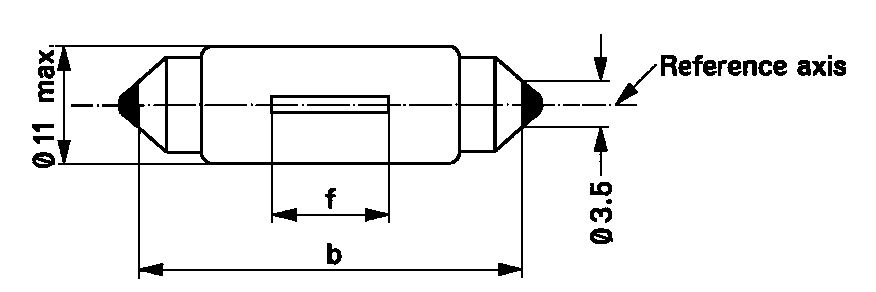 Reference axis
Ø 11 max.
Ø 3.5
f
b